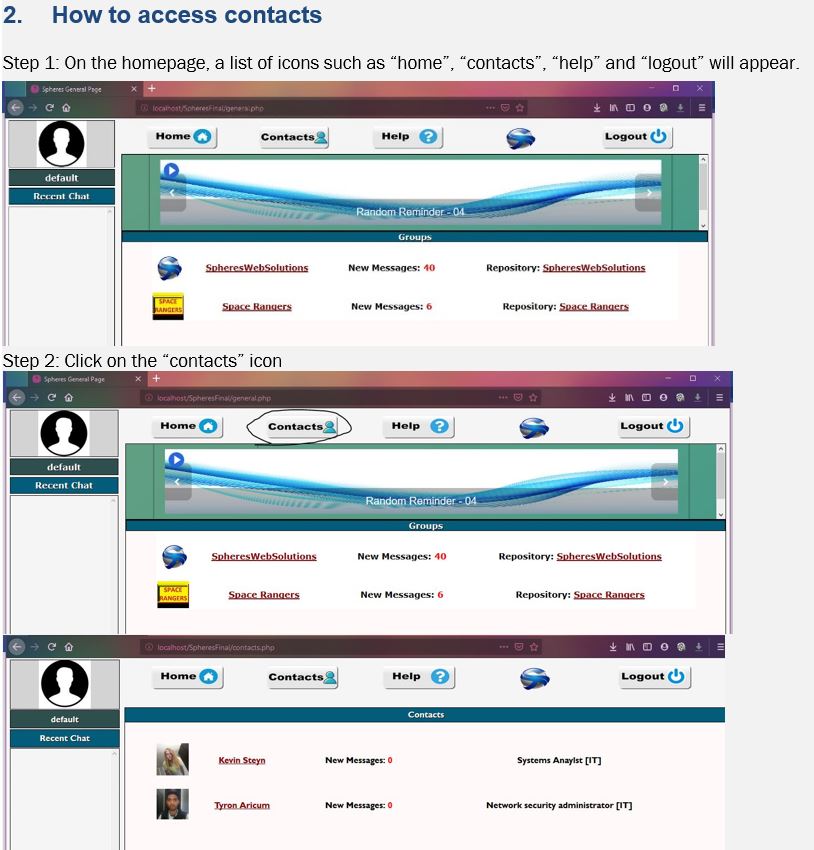 2. How to access contacts
Step 1: On the homepage, a list of icons such as “home”, “contacts”, “help” and “logout” will appear.
Spheres General Page
localhost/SpheresFinal/general.php
Home Contacts Help Logout
default
Recent Chat
Random Reminder - 04
Groups
SpheresWebSolutions New Messages: 40 Repository: SpheresWebSolutions
SPACE RANGERS Space Rangers New Messages: 6 Repository: Space Rangers
Step 2: Click on the “contacts” icon
Spheres General Page
localhost/SpheresFinal/general.php
Home Contacts Help Logout
default
Recent Chat
Random Reminder - 04
Groups
SpheresWebSolutions New Messages: 40 Repository: SpheresWebSolutions
SPACE RANGERS Space Rangers New Messages: 6 Repository: Space Rangers
localhost/SpheresFinal/contacts.php
Home Contacts Help Logout
default
Recent Chat
Contacts
Kevin Steyn New Messages: 0 Systems Anaylst [IT]
Tyron Aricum New Messages: 0 Network security administrator [IT]